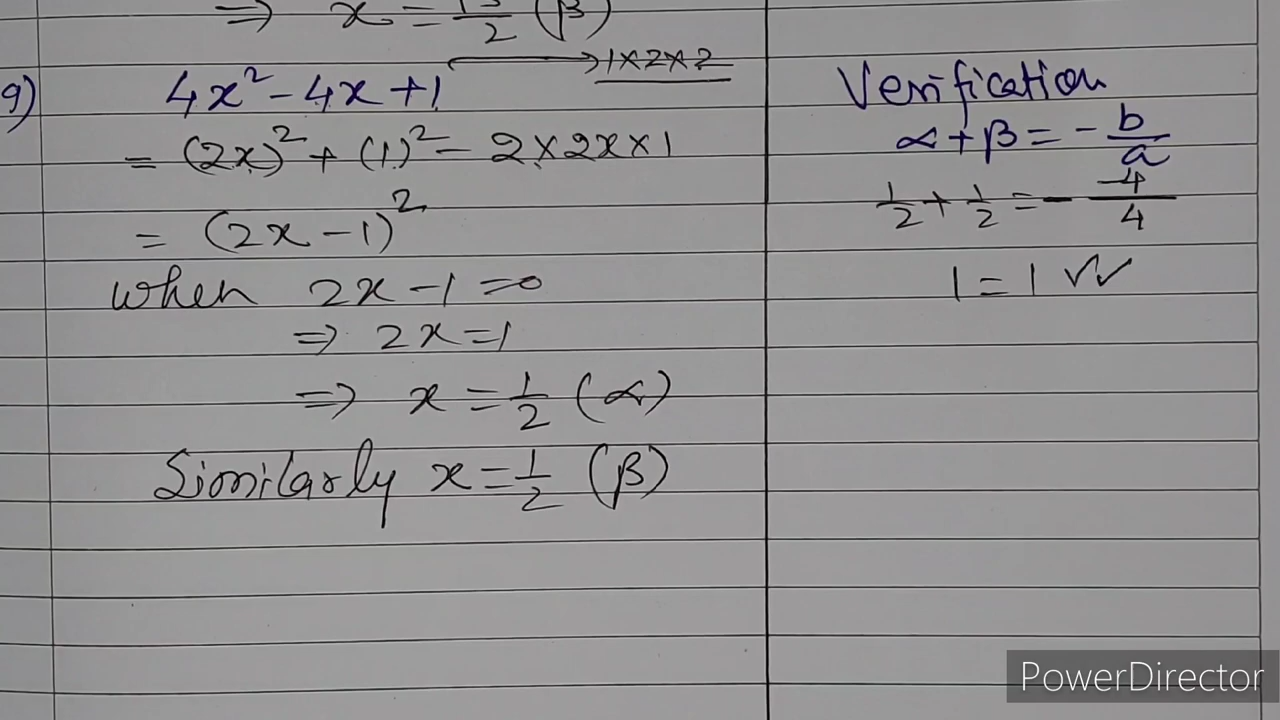 ⇒ x = 13/2 (β)
9) 4x² - 4x + 1 → 1×2×2
= (2x)² + (1)² - 2×2x×1
= (2x - 1)²
when 2x - 1 = 0
⇒ 2x = 1
⇒ x = 1/2 (α)
Similarly x = 1/2 (β)
Verification
α + β = - b/a
1/2 + 1/2 = - -4/4
1 = 1 ✓✓
PowerDirector